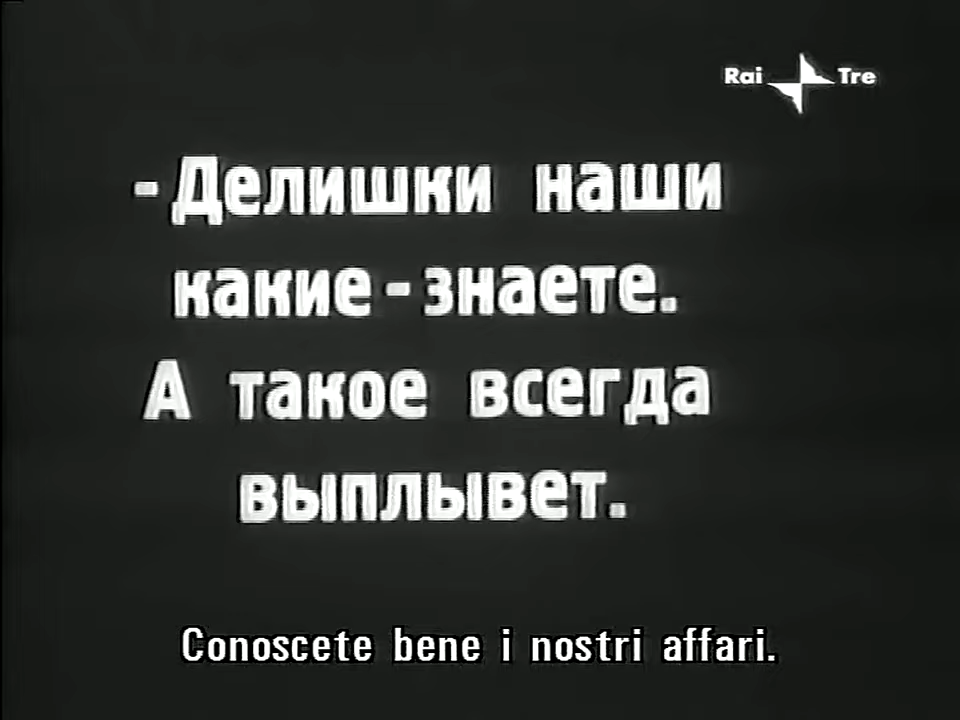 Rai Tre
-Делишки наши
какие-знаете.
А такое всегда
выплывет.
Conoscete bene i nostri affari.